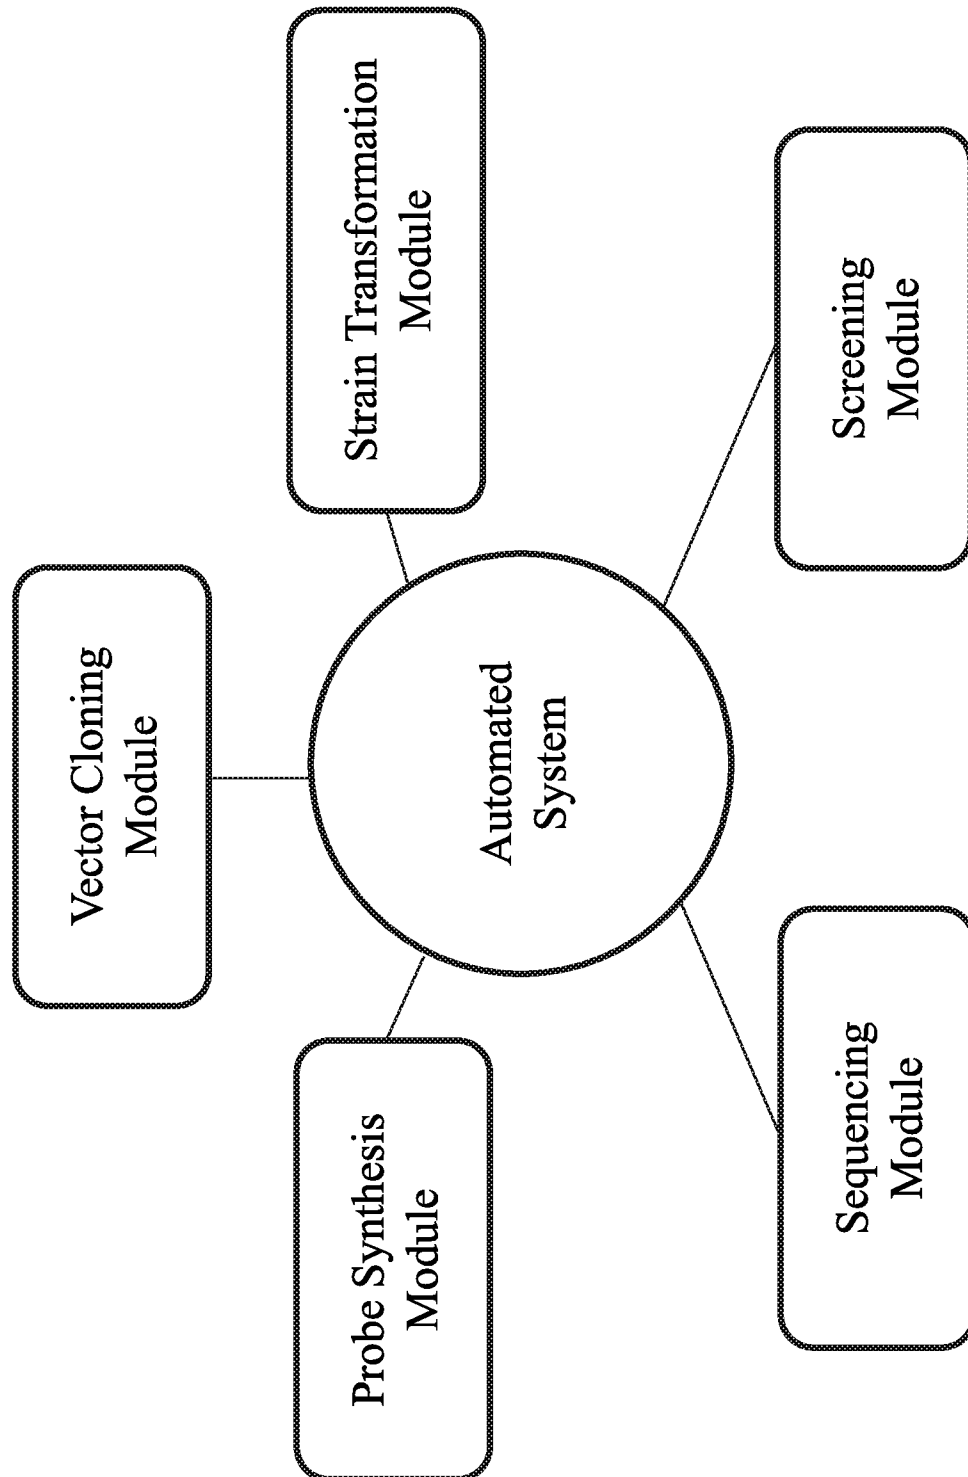 Vector Cloning
Module
Probe Synthesis
Module
Strain Transformation
Module
Automated
System
Sequencing
Module
Screening
Module